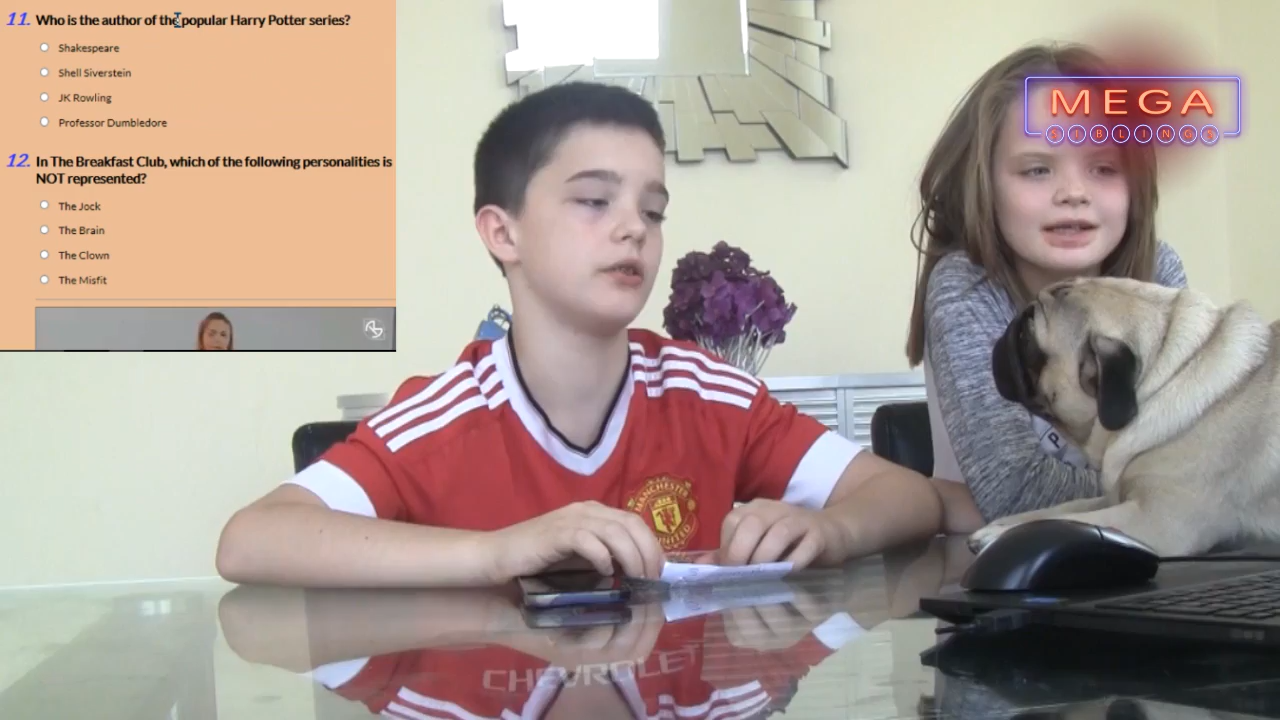 11. Who is the author of the popular Harry Potter series?
Shakespeare
Shell Siverstein
JK Rowling
Professor Dumbledore
12. In The Breakfast Club, which of the following personalities is
NOT represented?
The Jock
The Brain
The Clown
The Misfit
MEGA
SIBLINGS
MANCHESTER
UNITED
P
CHEVROLET